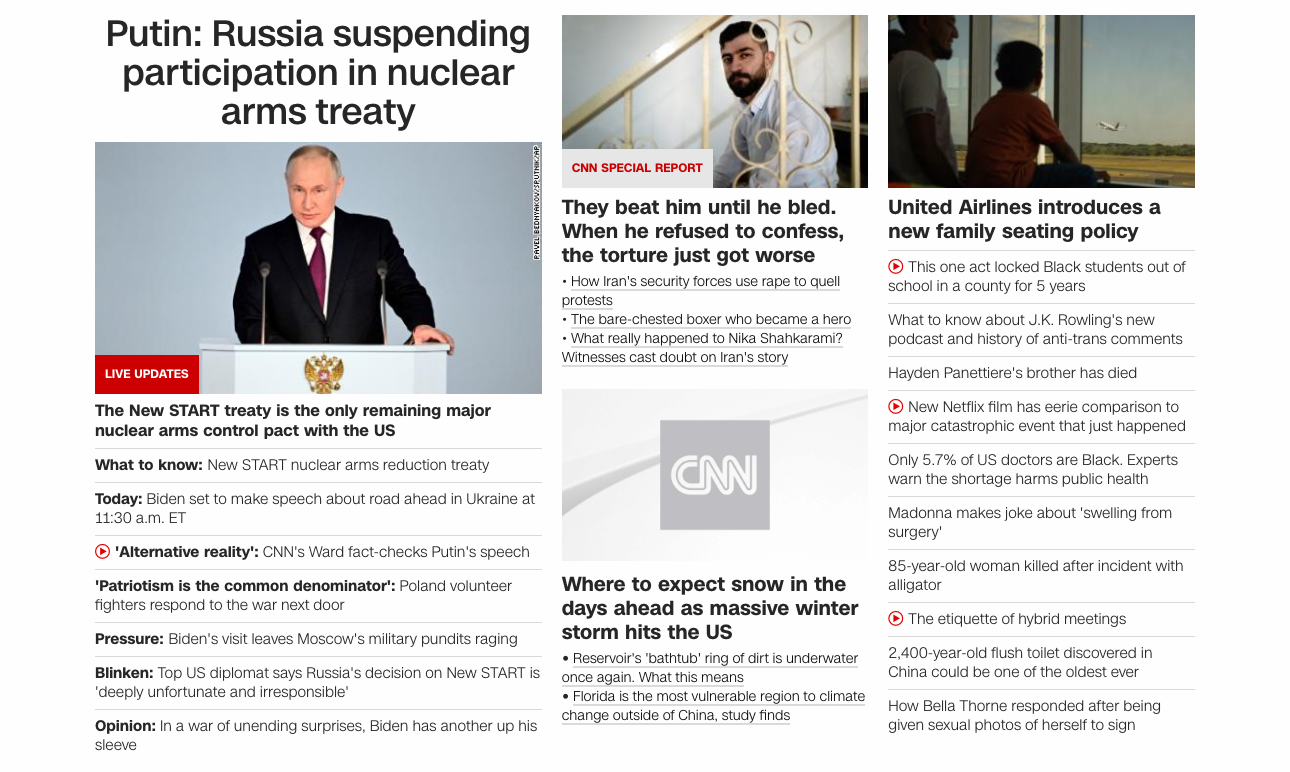 Putin: Russia suspending
participation in nuclear
arms treaty
PAVEL BEDNYAKOV/SPUTNIK/AP
LIVE UPDATES
The New START treaty is the only remaining major
nuclear arms control pact with the US
What to know: New START nuclear arms reduction treaty
Today: Biden set to make speech about road ahead in Ukraine at
11:30 a.m. ET
'Alternative reality': CNN's Ward fact-checks Putin's speech
'Patriotism is the common denominator': Poland volunteer
fighters respond to the war next door
Pressure: Biden's visit leaves Moscow's military pundits raging
Blinken: Top US diplomat says Russia's decision on New START is
'deeply unfortunate and irresponsible'
Opinion: In a war of unending surprises, Biden has another up his
sleeve
CNN SPECIAL REPORT
They beat him until he bled.
When he refused to confess,
the torture just got worse
• How Iran's security forces use rape to quell
protests
• The bare-chested boxer who became a hero
• What really happened to Nika Shahkarami?
Witnesses cast doubt on Iran's story
CNN
Where to expect snow in the
days ahead as massive winter
storm hits the US
• Reservoir's 'bathtub' ring of dirt is underwater
once again. What this means
• Florida is the most vulnerable region to climate
change outside of China, study finds
United Airlines introduces a
new family seating policy
This one act locked Black students out of
school in a county for 5 years
What to know about J.K. Rowling's new
podcast and history of anti-trans comments
Hayden Panettiere's brother has died
New Netflix film has eerie comparison to
major catastrophic event that just happened
Only 5.7% of US doctors are Black. Experts
warn the shortage harms public health
Madonna makes joke about 'swelling from
surgery'
85-year-old woman killed after incident with
alligator
The etiquette of hybrid meetings
2,400-year-old flush toilet discovered in
China could be one of the oldest ever
How Bella Thorne responded after being
given sexual photos of herself to sign